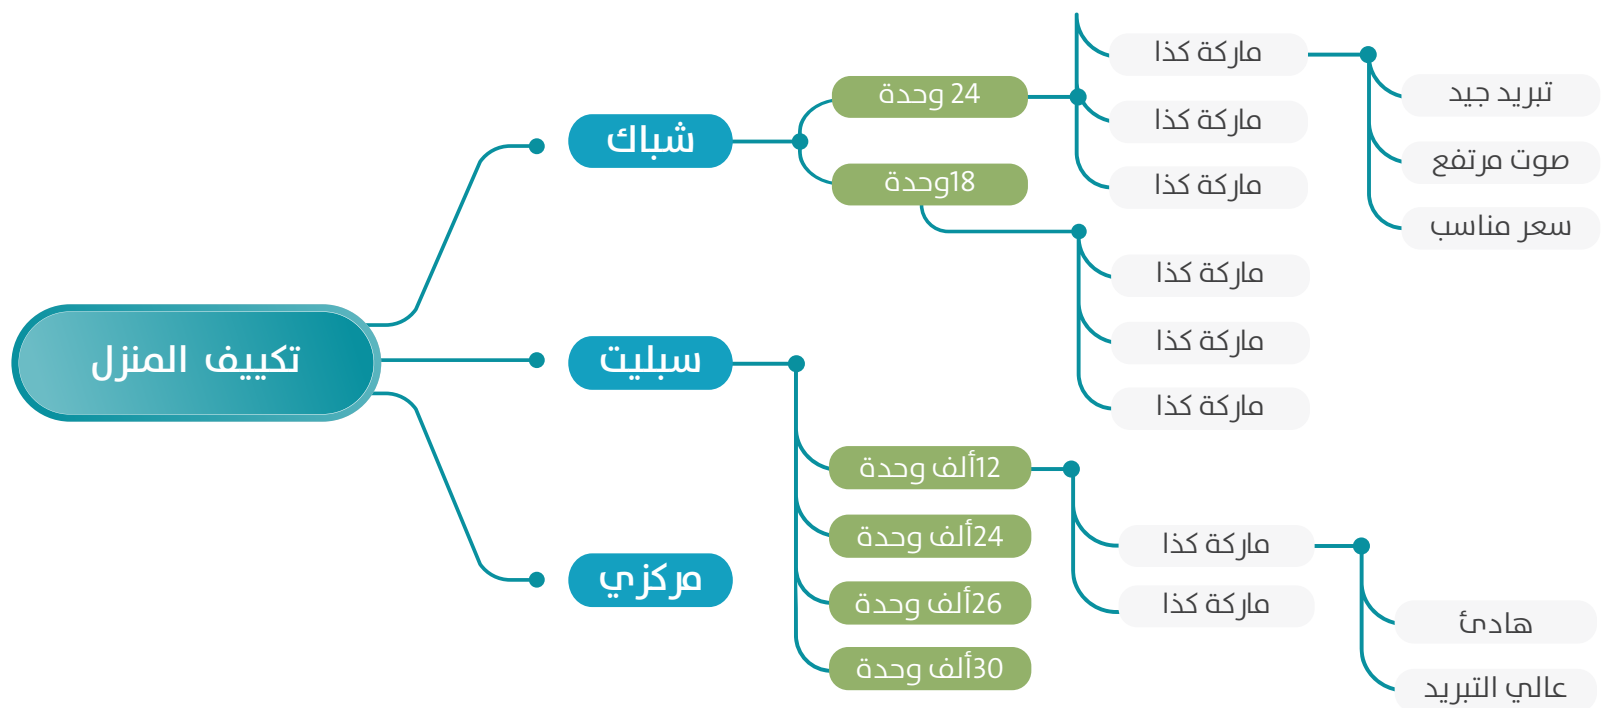 تكييف المنزل
شباك
24 وحدة
ماركة كذا
تبريد جيد
صوت مرتفع
سعر مناسب
ماركة كذا
ماركة كذا
18وحدة
ماركة كذا
ماركة كذا
ماركة كذا
سبليت
12ألف وحدة
ماركة كذا
هادئ
عالي التبريد
ماركة كذا
24ألف وحدة
26ألف وحدة
30ألف وحدة
مركزي